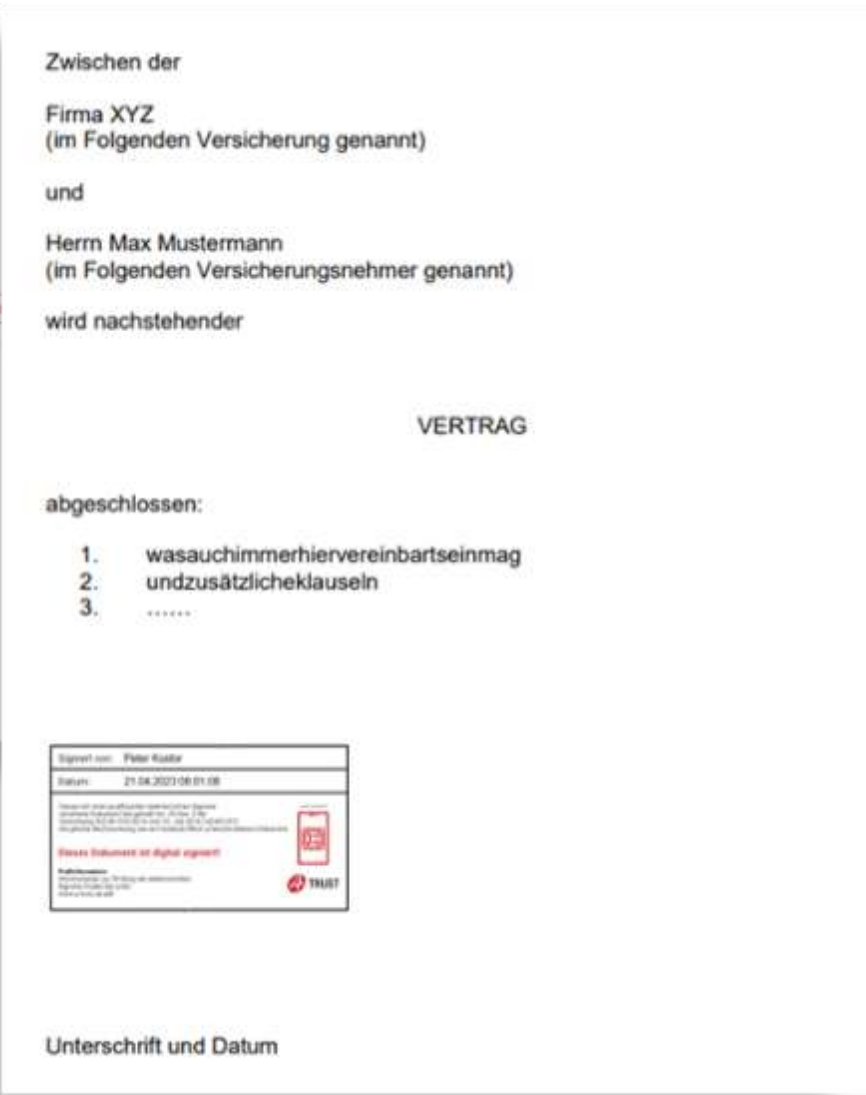 Zwischen der
Firma XYZ
(im Folgenden Versicherung genannt)
und
Herrn Max Mustermann
(im Folgenden Versicherungsnehmer genannt)
wird nachstehender
VERTRAG
abgeschlossen:
1. wasauchimmerhiervereinbartseinmag
2. undzusätzlicheklauseln
3. ......
Signiert von: Peter Kustor
Datum: 21.04.2023 08:01:08
Dieses Dokument ist digital signiert!
TRUST
Unterschrift und Datum